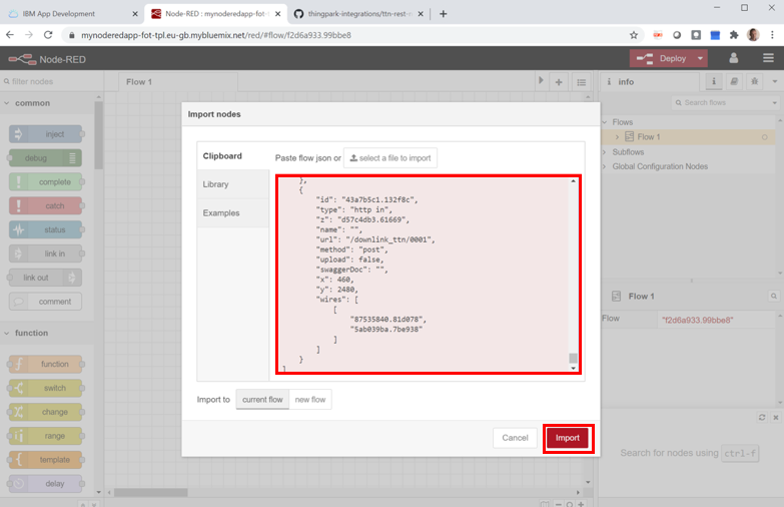 IBM App Development
Node-RED : mynoderedapp-fot-
thingpark-integrations/ttn-rest-
mynoderedapp-fot-tpl.eu-gb.mybluemix.net/red/#flow/f2d6a933.99bbe8
Node-RED
Deploy
filter nodes
Flow 1
info
common
inject
debug
complete
catch
status
link in
link out
comment
function
function
switch
change
range
template
delay
Import nodes
Clipboard
Library
Examples
Paste flow json or
select a file to import
},
{
"id": "43a7b5c1.132f8c",
"type": "http in",
"z": "d57c4db3.61669",
"name": "",
"url": "/downlink_ttn/0001",
"method": "post",
"upload": false,
"swaggerDoc": "",
"x": 460,
"y": 2480,
"wires": [
[
"87535840.81d078",
"5ab039ba.7be938"
]
]
}
]
Import to
current flow
new flow
Cancel
Import
Search flows
Flows
Flow 1
Subflows
Global Configuration Nodes
Flow 1
Flow
"f2d6a933.99bbe8"
Search for nodes using ctrl-f